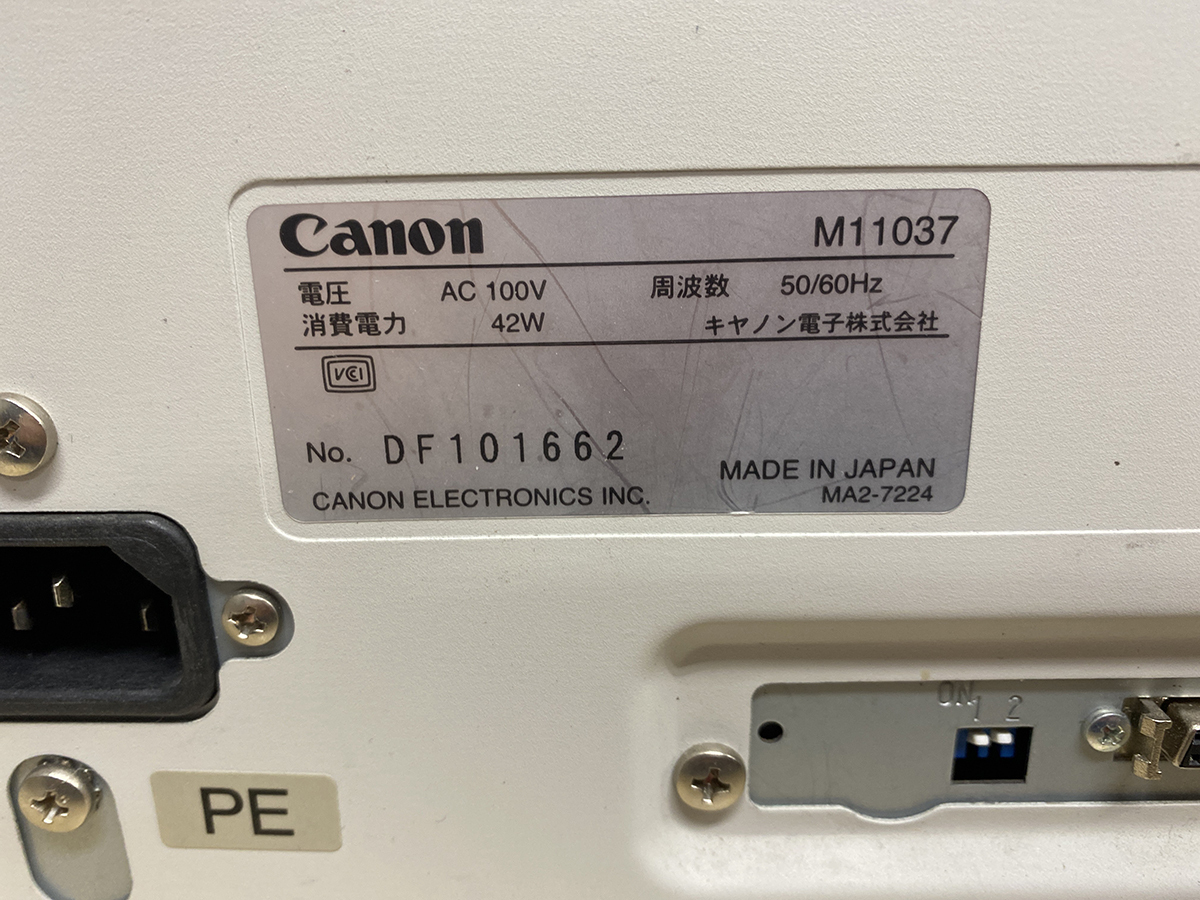 Canon M11037
電圧 AC 100V 周波数 50/60Hz
消費電力 42W キヤノン電子株式会社
VCCI
No. DF101662
MADE IN JAPAN
CANON ELECTRONICS INC. MA2-7224
ON 1 2
PE